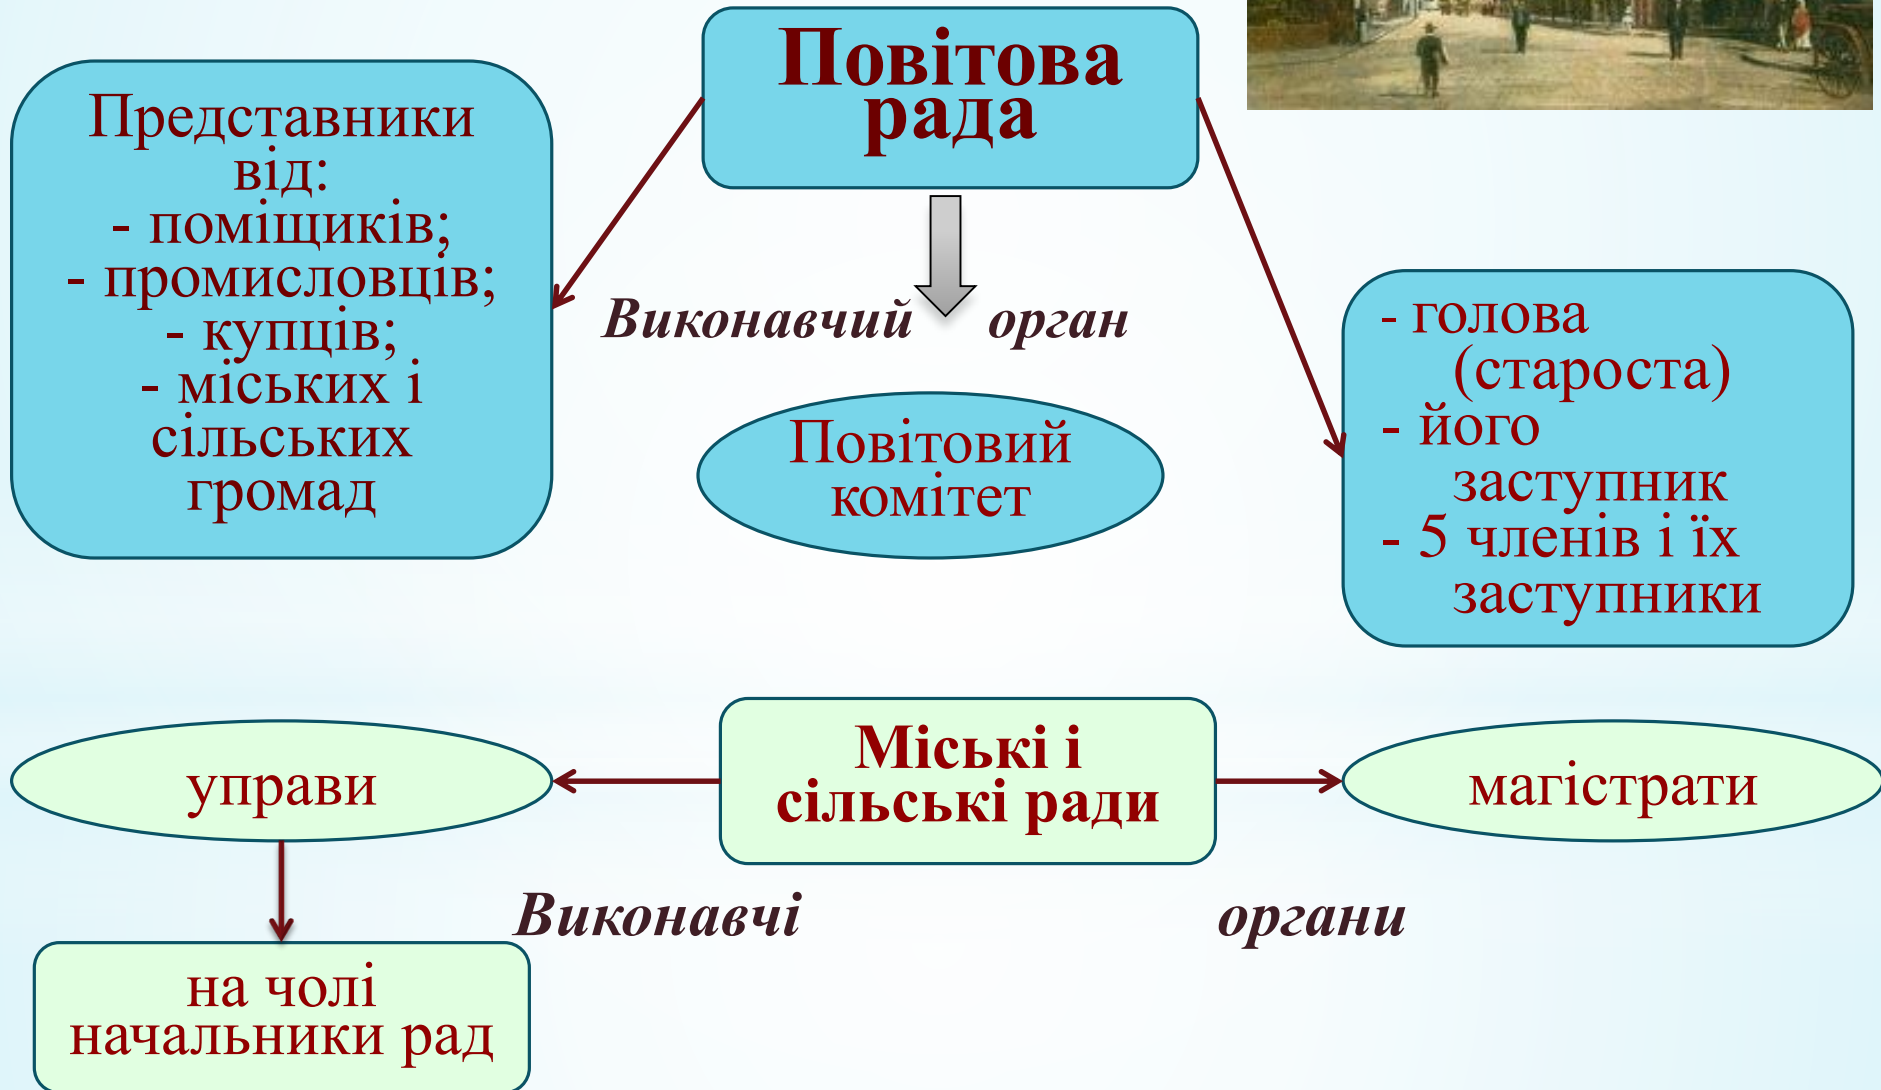 Повітова
рада
Представники
від:
- поміщиків;
- промисловців;
- купців;
- міських і
сільських
громад
Виконавчий орган
Повітовий
комітет
- голова
(староста)
- його
заступник
- 5 членів і їх
заступники
Міські і
сільські ради
управи
магістрати
Виконавчі органи
на чолі
начальники рад